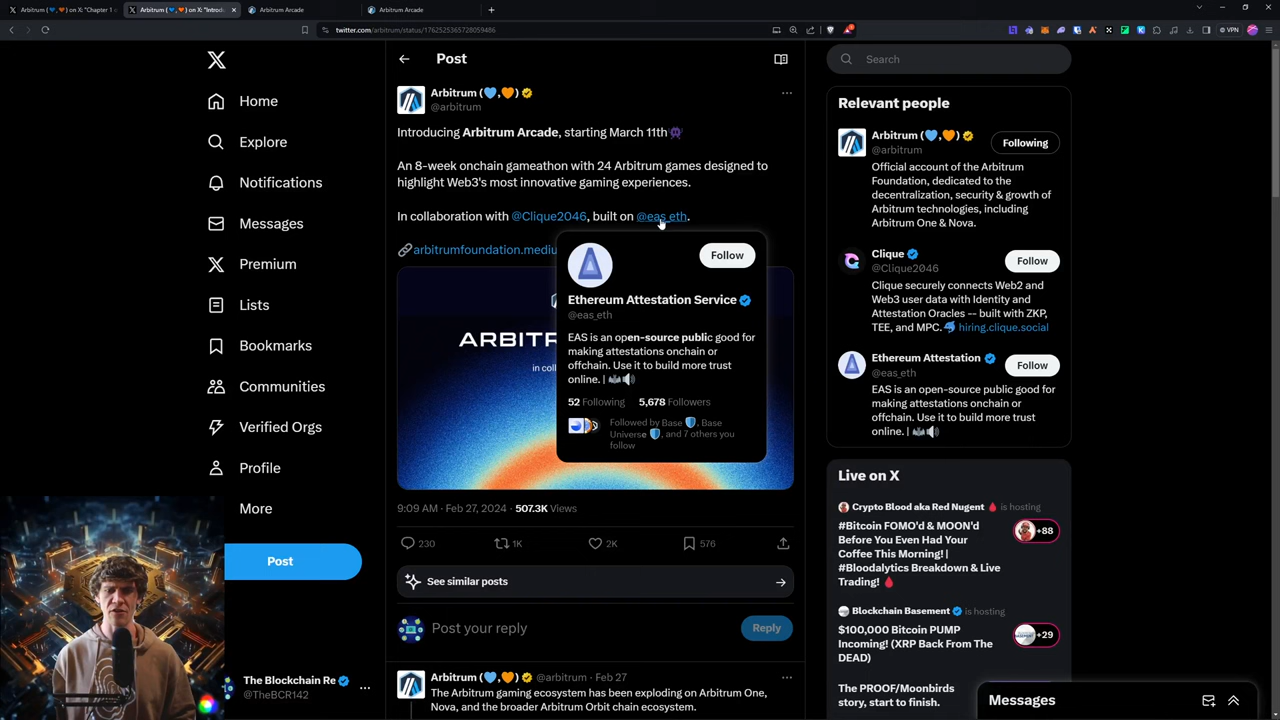 Arbitrum (💙,🧡) on X: "Chapter 1
Arbitrum (💙,🧡) on X: "Introdu
Arbitrum Arcade
Arbitrum Arcade
twitter.com/arbitrum/status/1762525365728059486
VPN
Home
Explore
Notifications
Messages
Premium
Lists
Bookmarks
Communities
Verified Orgs
Profile
More
Post
The Blockchain Re
@TheBCR142
Post
Arbitrum (💙,🧡)
@arbitrum
Introducing Arbitrum Arcade, starting March 11th👾
An 8-week onchain gameathon with 24 Arbitrum games designed to
highlight Web3's most innovative gaming experiences.
In collaboration with @Clique2046, built on @eas_eth.
🔗arbitrumfoundation.mediu
ARBITR
in coll
Follow
Ethereum Attestation Service
@eas_eth
EAS is an open-source public good for
making attestations onchain or
offchain. Use it to build more trust
online. |
52 Following 5,678 Followers
Followed by Base 🛡️, Base
Universe 🛡️, and 7 others you
follow
9:09 AM · Feb 27, 2024 · 507.3K Views
230 1K 2K 576
See similar posts
Post your reply
Reply
Arbitrum (💙,🧡) @arbitrum · Feb 27
The Arbitrum gaming ecosystem has been exploding on Arbitrum One,
Nova, and the broader Arbitrum Orbit chain ecosystem.
Search
Relevant people
Arbitrum (💙,🧡)
@arbitrum
Following
Official account of the Arbitrum
Foundation, dedicated to the
decentralization, security & growth of
Arbitrum technologies, including
Arbitrum One & Nova.
Clique
@Clique2046
Follow
Clique securely connects Web2 and
Web3 user data with Identity and
Attestation Oracles -- built with ZKP,
TEE, and MPC. hiring.clique.social
Ethereum Attestation
@eas_eth
Follow
EAS is an open-source public good for
making attestations onchain or
offchain. Use it to build more trust
online. |
Live on X
Crypto Blood aka Red Nugent 🩸 is hosting
#Bitcoin FOMO'd & MOON'd
Before You Even Had Your
Coffee This Morning! |
#Bloodalytics Breakdown & Live
Trading! 🩸
+88
Blockchain Basement is hosting
$100,000 Bitcoin PUMP
Incoming! (XRP Back From The
DEAD)
+29
The PROOF/Moonbirds
story, start to finish.
Messages